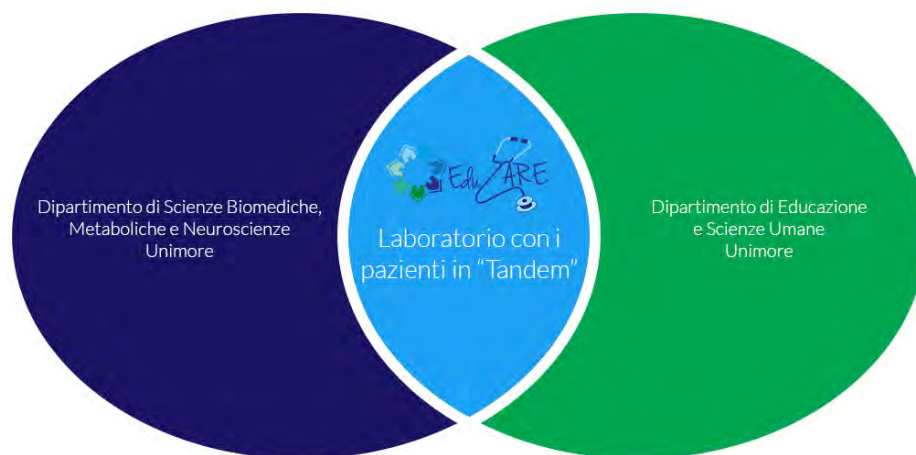 Dipartimento di Scienze Biomediche,
Metaboliche e Neuroscienze
Unimore
EduCARE
Laboratorio con i
pazienti in “Tandem”
Dipartimento di Educazione
e Scienze Umane
Unimore